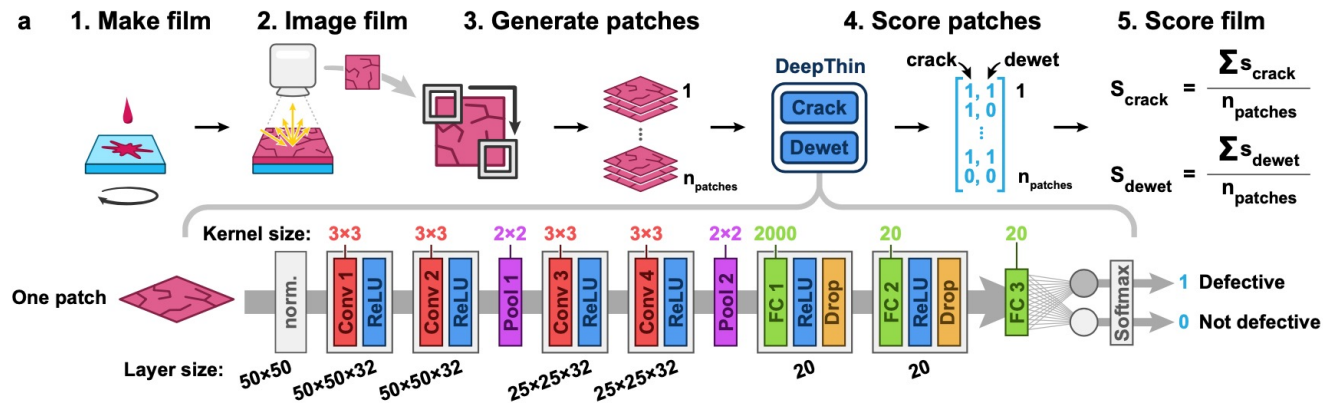 a 1. Make film 2. Image film 3. Generate patches 4. Score patches 5. Score film
DeepThin
Crack
Dewet
1
n_patches
crack dewet
1, 1
1, 0
⋮
1, 1
0, 0
1
n_patches
S_crack = ∑ s_crack / n_patches
S_dewet = ∑ s_dewet / n_patches
Kernel size: 3×3 3×3 2×2 3×3 3×3 2×2 2000 20 20
One patch
norm.
Conv 1
ReLU
Conv 2
ReLU
Pool 1
Conv 3
ReLU
Conv 4
ReLU
Pool 2
FC 1
ReLU
Drop
FC 2
ReLU
Drop
FC 3
Softmax
1 Defective
0 Not defective
Layer size: 50×50 50×50×32 50×50×32 25×25×32 25×25×32 20 20